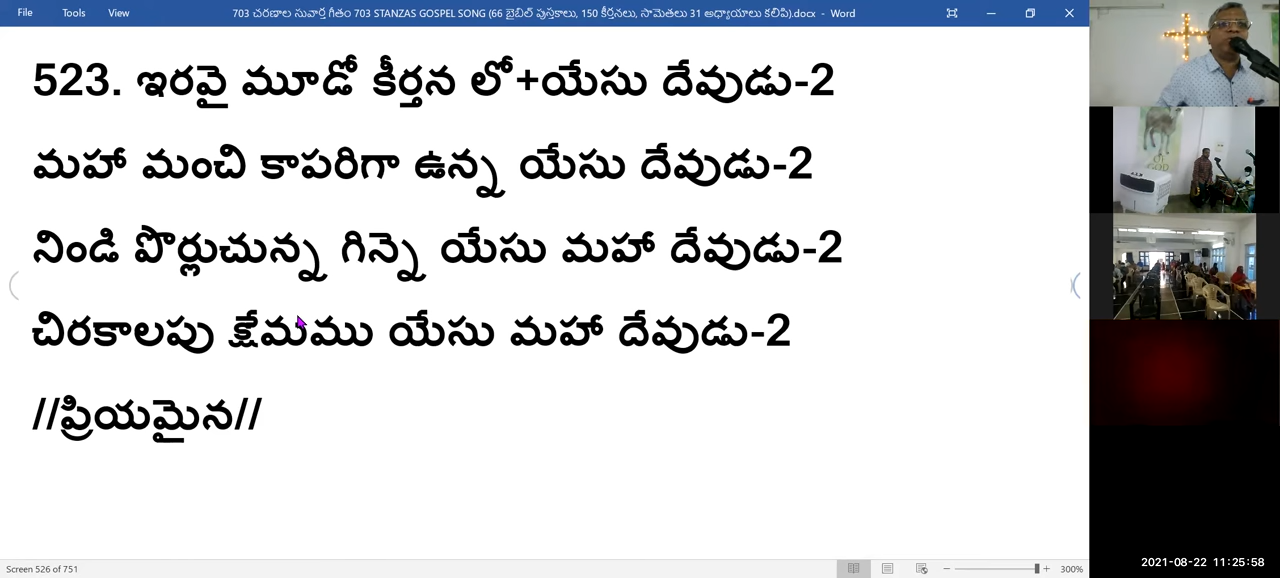 File Tools View 703 చరణాల సువార్త గీతం 703 STANZAS GOSPEL SONG (66 బైబిల్ పుస్తకాలు, 150 కీర్తనలు, సామెతలు 31 అధ్యాయాలు కలిపి).docx - Word
523. ఇరవై మూడో కీర్తన లో+యేసు దేవుడు-2
మహా మంచి కాపరిగా ఉన్న యేసు దేవుడు-2
నిండి పొర్లుచున్న గిన్నె యేసు మహా దేవుడు-2
చిరకాలపు క్షేమము యేసు మహా దేవుడు-2
//ప్రియమైన//
OF
GOD
Screen 526 of 751
300%
2021-08-22 11:25:58